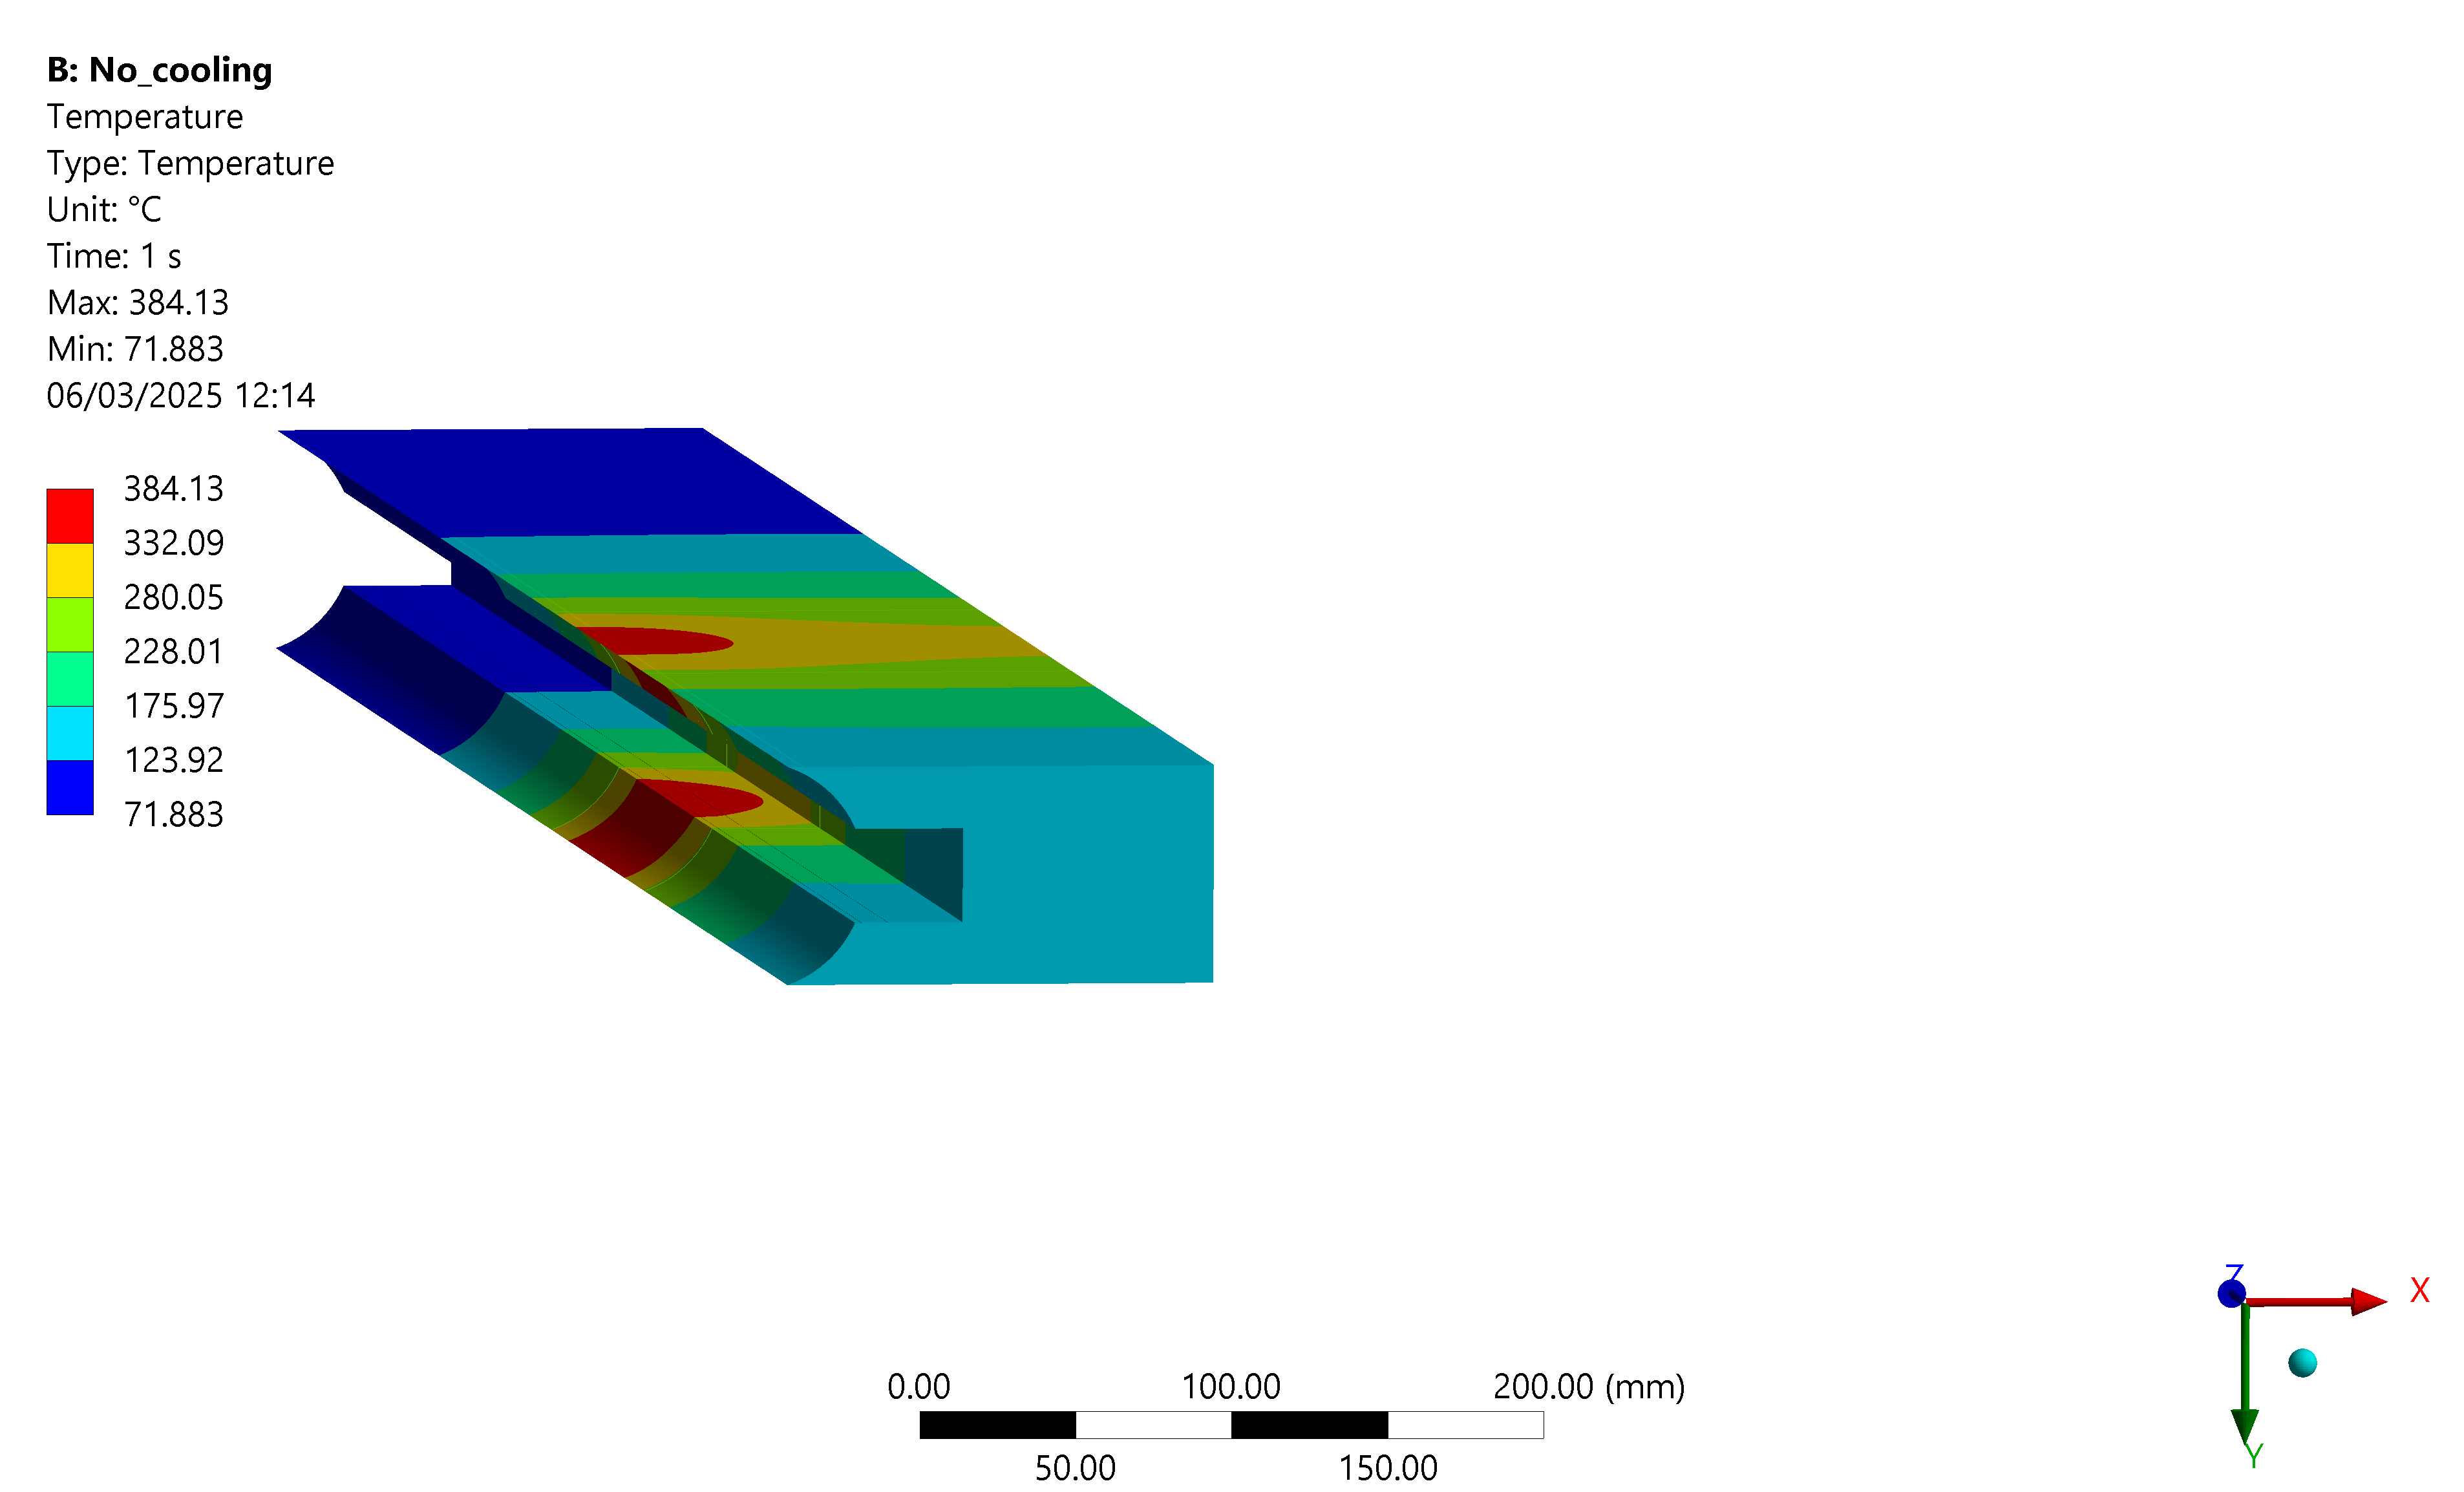 B: No_cooling
Temperature
Type: Temperature
Unit: °C
Time: 1 s
Max: 384.13
Min: 71.883
06/03/2025 12:14
384.13
332.09
280.05
228.01
175.97
123.92
71.883
Z
X
Y
0.00 100.00 200.00 (mm)
50.00 150.00